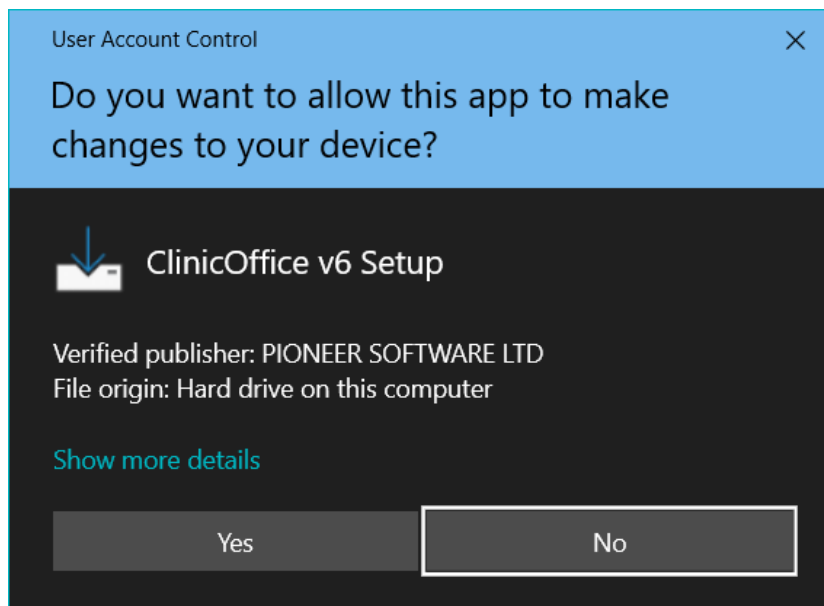 User Account Control
Do you want to allow this app to make
changes to your device?
ClinicOffice v6 Setup
Verified publisher: PIONEER SOFTWARE LTD
File origin: Hard drive on this computer
Show more details
Yes
No